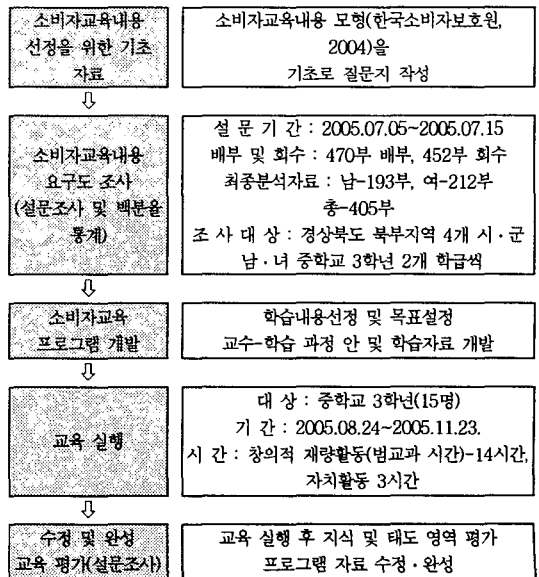 소비자교육내용
선정을 위한 기초
자료
소비자교육내용 모형(한국소비자보호원,
2004)을
기초로 질문지 작성
⇩
소비자교육내용
요구도 조사
(설문조사 및 백분율
통계)
설 문 기 간 : 2005.07.05~2005.07.15
배부 및 회수 : 470부 배부, 452부 회수
최종분석자료 : 남-193부, 여-212부
총-405부
조 사 대 상 : 경상북도 북부지역 4개 시·군
남·녀 중학교 3학년 2개 학급씩
⇩
소비자교육
프로그램 개발
학습내용선정 및 목표설정
교수-학습 과정 안 및 학습자료 개발
⇩
교육 실행
대 상 : 중학교 3학년(15명)
기 간 : 2005.08.24~2005.11.23.
시 간 : 창의적 재량활동(범교과 시간)-14시간,
자치활동 3시간
⇩
수정 및 완성
교육 평가(설문조사)
교육 실행 후 지식 및 태도 영역 평가
프로그램 자료 수정·완성